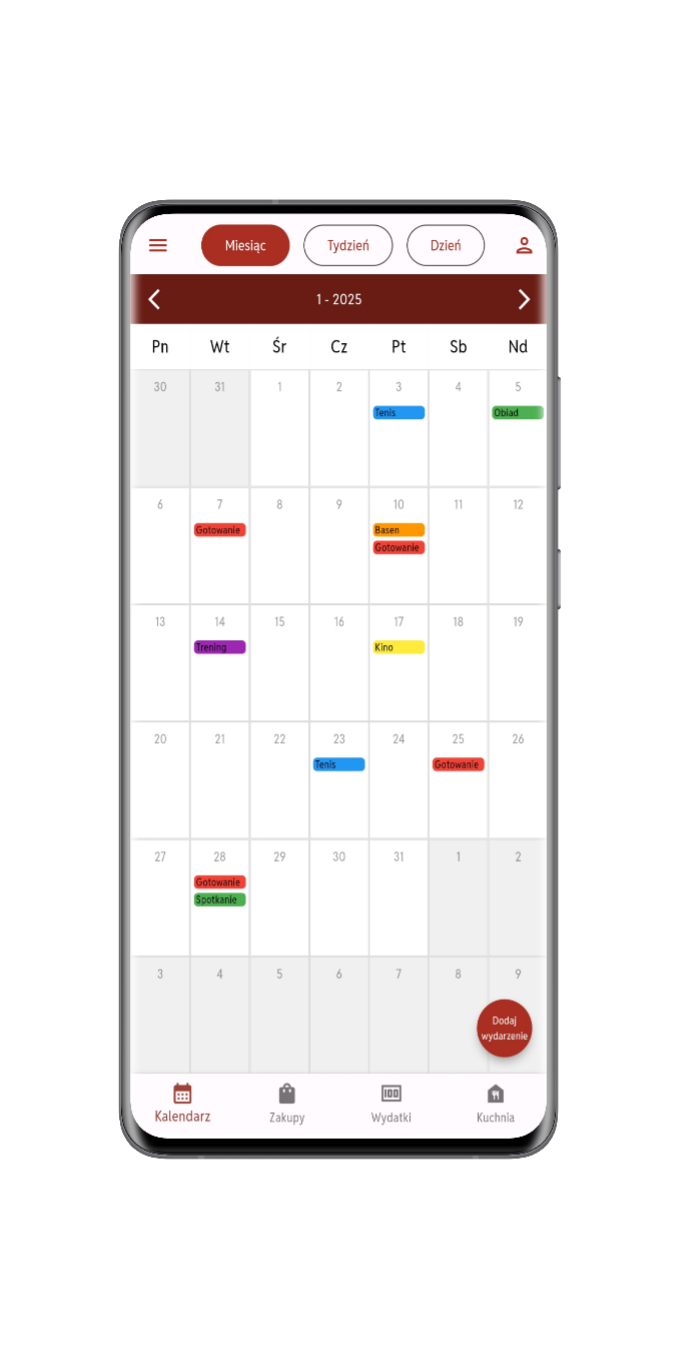 Miesiąc Tydzień Dzień
1 - 2025
Pn Wt Śr Cz Pt Sb Nd
30 31 1 2 3 4 5
Tenis Obiad
6 7 8 9 10 11 12
Gotowanie Basen
Gotowanie
13 14 15 16 17 18 19
Trening Kino
20 21 22 23 24 25 26
Tenis Gotowanie
27 28 29 30 31 1 2
Gotowanie
Spotkanie
3 4 5 6 7 8 9
Dodaj
wydarzenie
100
Kalendarz Zakupy Wydatki Kuchnia